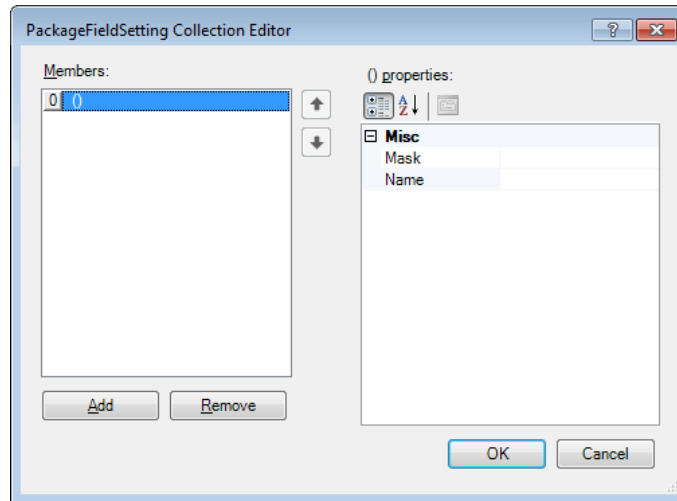 PackageFieldSetting Collection Editor
Members:
0 ()
Add
Remove
() properties:
Misc
Mask
Name
OK
Cancel